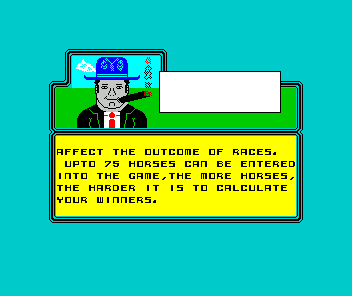 AFFECT THE OUTCOME OF RACES.
UPTO 75 HORSES CAN BE ENTERED
INTO THE GAME,THE MORE HORSES,
THE HARDER IT IS TO CALCULATE
YOUR WINNERS.